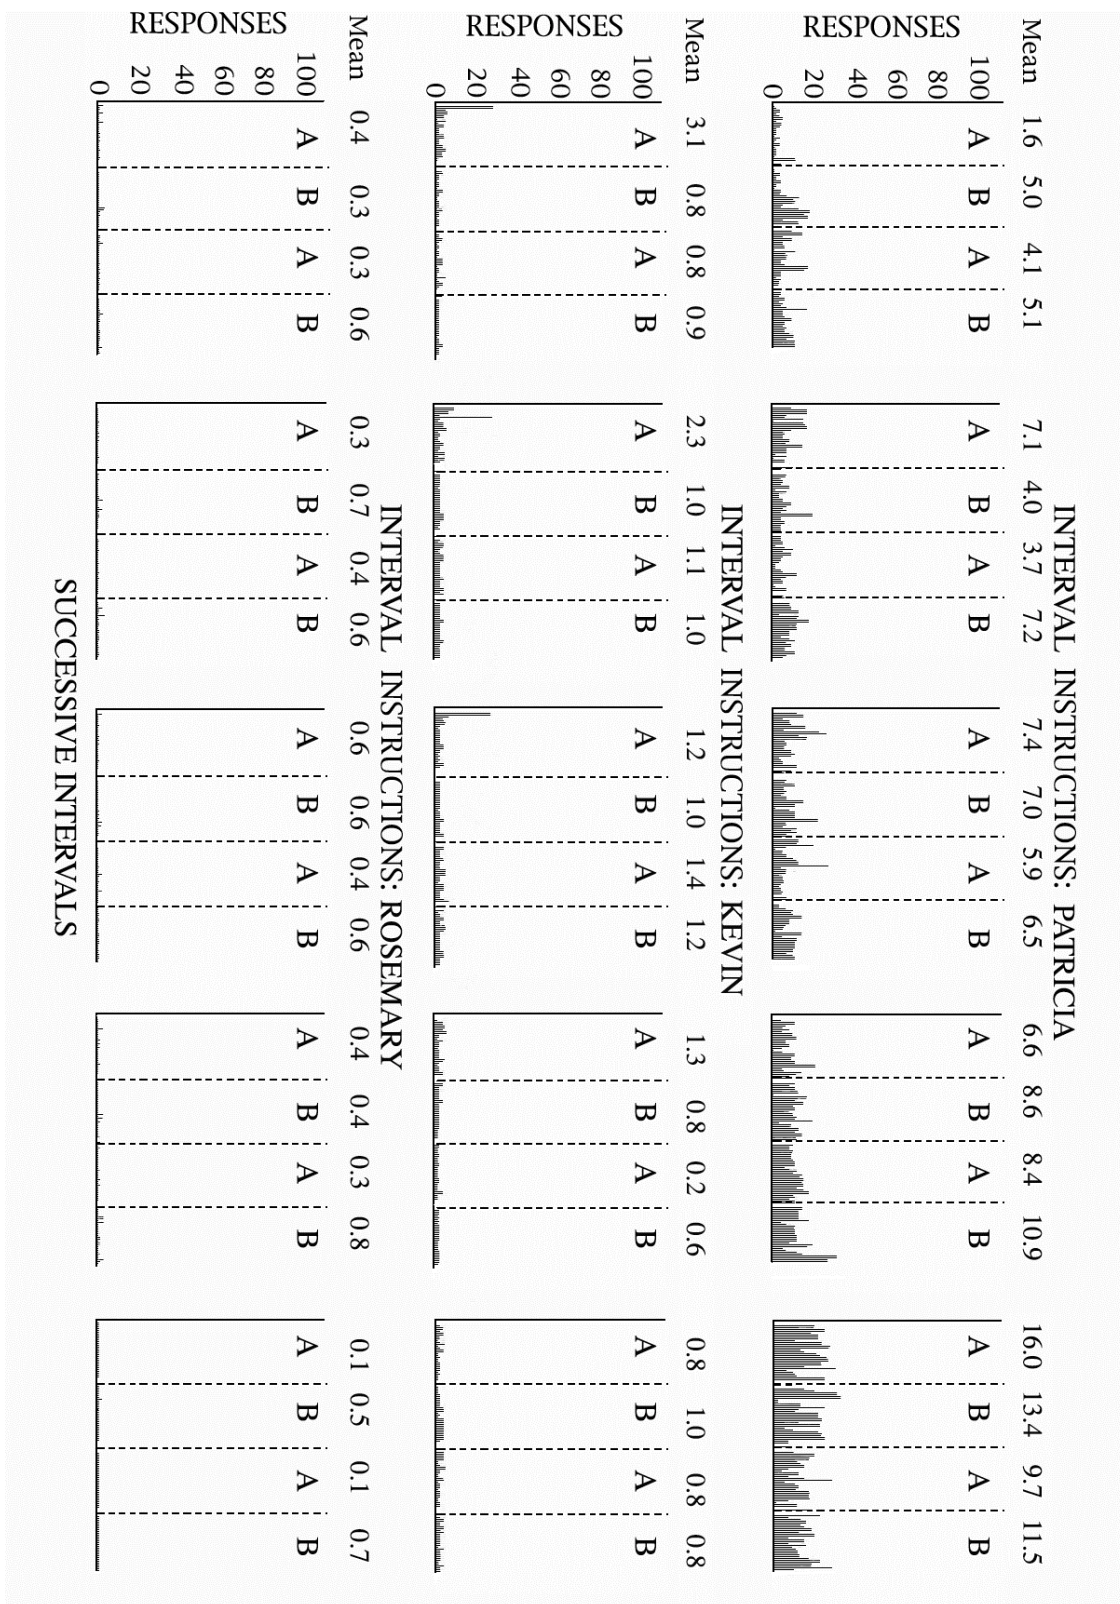 INTERVAL INSTRUCTIONS: PATRICIA
Mean 1.6 5.0 4.1 5.1 7.1 4.0 3.7 7.2 7.4 7.0 5.9 6.5 6.6 8.6 8.4 10.9 16.0 13.4 9.7 11.5
100 A B A B A B A B A B A B A B A B A B A B
80
60
40
20
0
RESPONSES
INTERVAL INSTRUCTIONS: KEVIN
Mean 3.1 0.8 0.8 0.9 2.3 1.0 1.1 1.0 1.2 1.0 1.4 1.2 1.3 0.8 0.2 0.6 0.8 1.0 0.8 0.8
100 A B A B A B A B A B A B A B A B A B A B
80
60
40
20
0
RESPONSES
INTERVAL INSTRUCTIONS: ROSEMARY
Mean 0.4 0.3 0.3 0.6 0.3 0.7 0.4 0.6 0.6 0.6 0.4 0.6 0.4 0.4 0.3 0.8 0.1 0.5 0.1 0.7
100 A B A B A B A B A B A B A B A B A B A B
80
60
40
20
0
RESPONSES
SUCCESSIVE INTERVALS